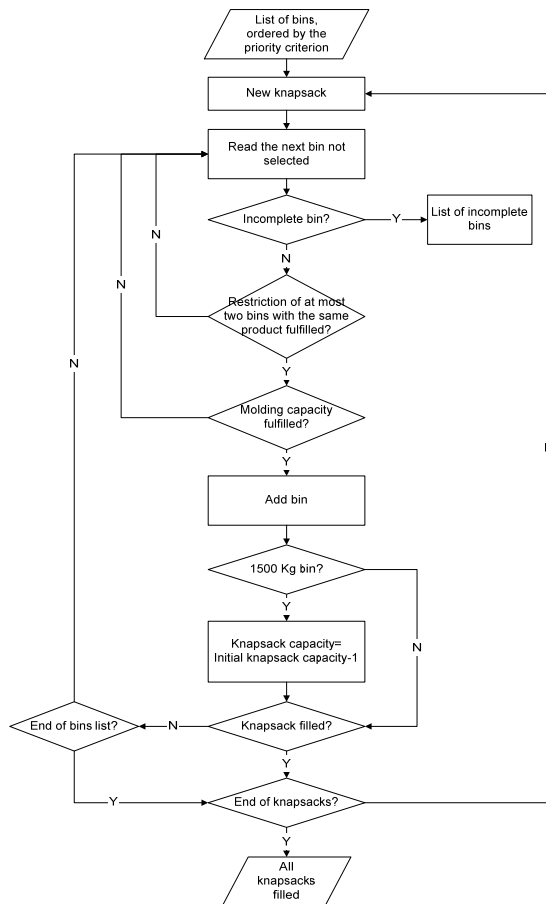 List of bins,
ordered by the
priority criterion
New knapsack
Read the next bin not
selected
Incomplete bin?
Y
List of incomplete
bins
N
N
Restriction of at most
two bins with the same
product fulfilled?
N
Y
N
Molding capacity
fulfilled?
Y
Add bin
1500 Kg bin?
Y
N
Knapsack capacity=
Initial knapsack capacity-1
End of bins list?
N
Knapsack filled?
Y
Y
End of knapsacks?
Y
All
knapsacks
filled